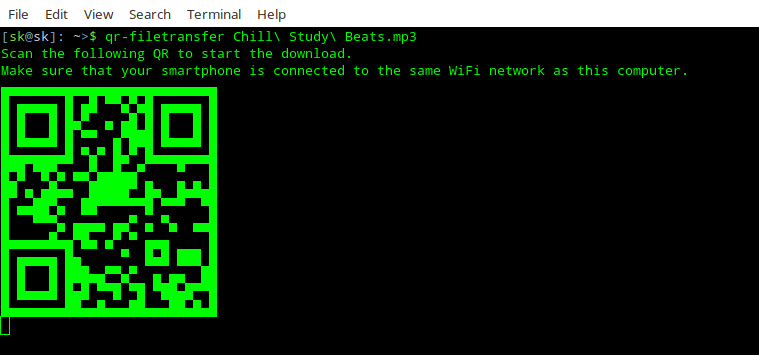 File Edit View Search Terminal Help
[sk@sk]: ~>$ qr-filetransfer Chill\ Study\ Beats.mp3
Scan the following QR to start the download.
Make sure that your smartphone is connected to the same WiFi network as this computer.